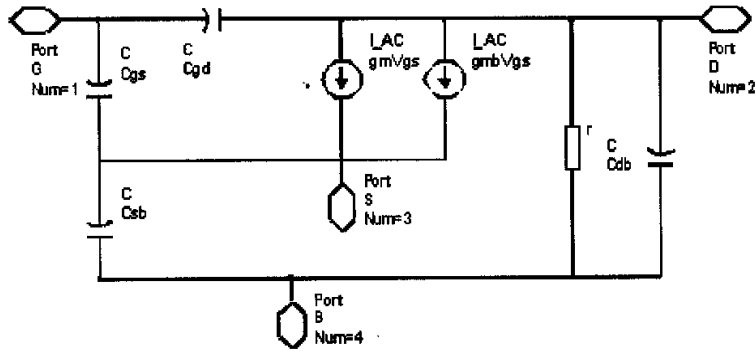 Port
G
Num=1
C
Cgs
C
Cgd
I_AC
gmVgs
I_AC
gmbVgs
Port
D
Num=2
r
C
Cdb
Port
S
Num=3
C
Csb
Port
B
Num=4